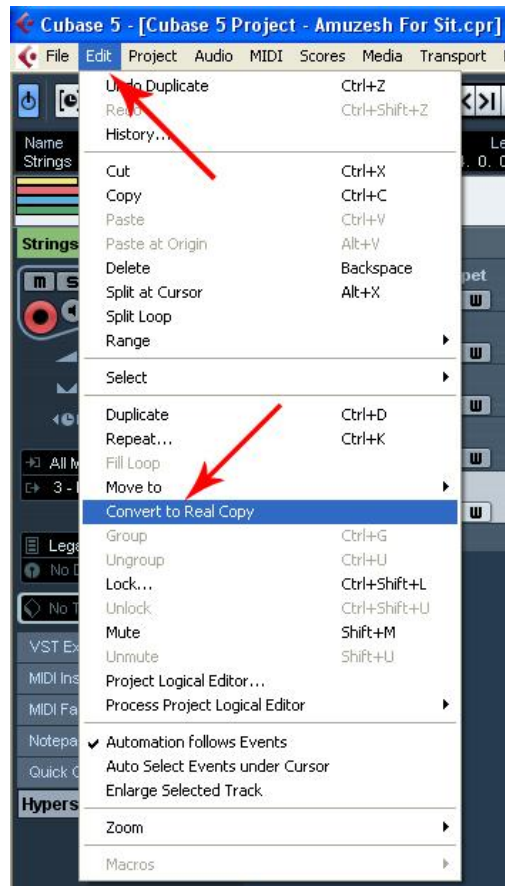 Cubase 5 - [Cubase 5 Project - Amuzesh For Sit.cpr]
File Edit Project Audio MIDI Scores Media Transport
Undo Duplicate Ctrl+Z
Redo Ctrl+Shift+Z
History...
Name
Strings
Cut Ctrl+X
Copy Ctrl+C
Paste Ctrl+V
Strings
Paste at Origin Alt+V
Delete Backspace
m s
Split at Cursor Alt+X
w
Split Loop
Range
w
Select
w
Duplicate Ctrl+D
Repeat... Ctrl+K
All
Fill Loop
w
3 -
Move to
Convert to Real Copy
w
Group Ctrl+G
Ungroup Ctrl+U
No
Lock... Ctrl+Shift+L
No
Unlock Ctrl+Shift+U
Mute Shift+M
VST
Unmute Shift+U
MIDI Ins
Project Logical Editor...
MIDI
Process Project Logical Editor
Automation follows Events
Quick
Auto Select Events under Cursor
Enlarge Selected Track
Zoom
Macros